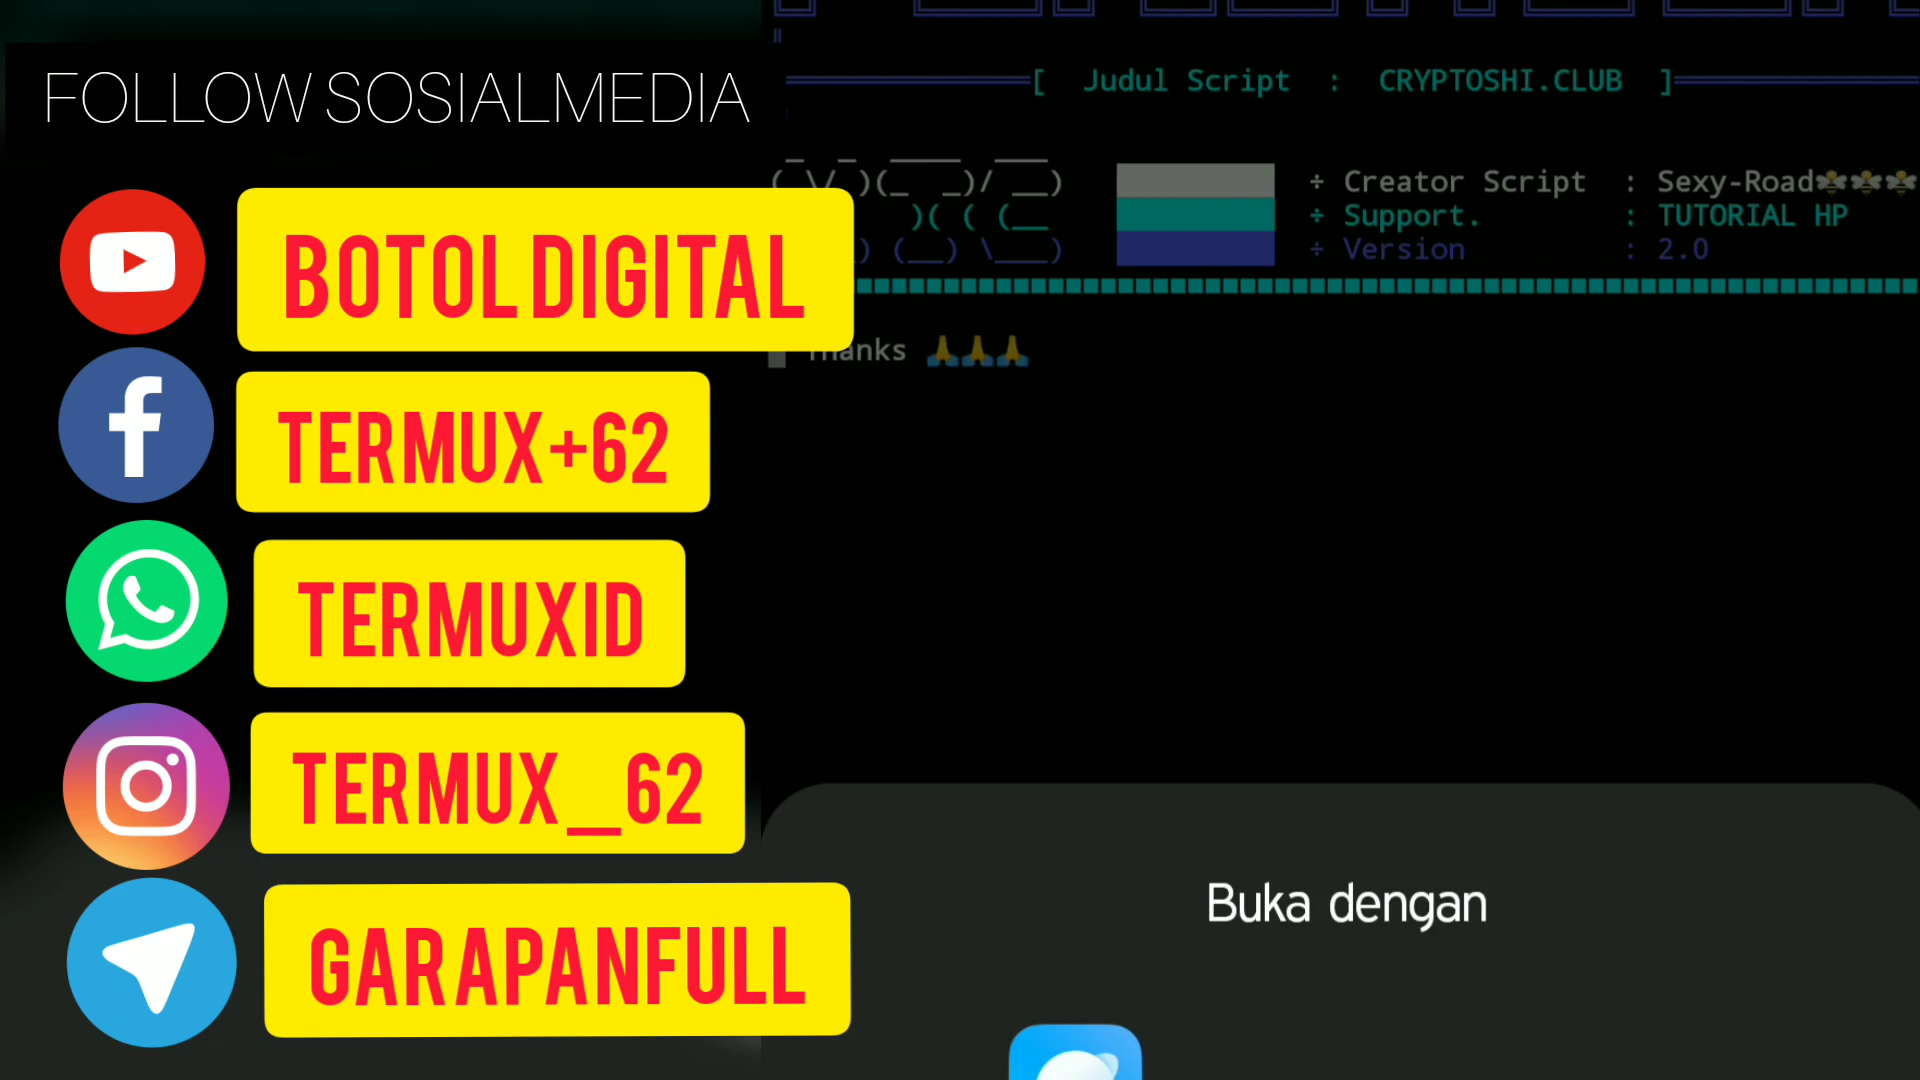 FOLLOW SOSIALMEDIA
BOTOL DIGITAL
TERMUX+62
TERMUXID
TERMUX_62
GARAPANFULL
[ Judul Script : CRYPTOSHI.CLUB ]
÷ Creator Script : Sexy-Road🐝🐝🐝
÷ Support. : TUTORIAL HP
÷ Version : 2.0
Thanks 🙏🙏🙏
Buka dengan